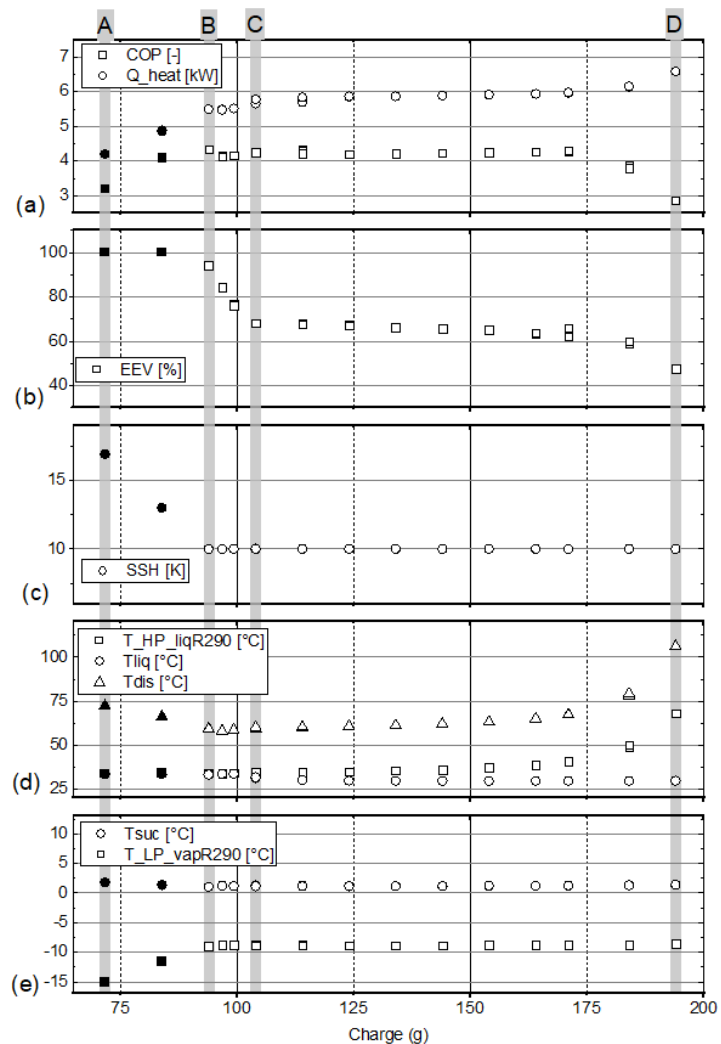 A B C D
7
6
5
4
3
COP [-]
Q_heat [kW]
(a)
100
80
60
40
EEV [%]
(b)
15
10
SSH [K]
(c)
100
75
50
25
T_HP_liqR290 [°C]
Tliq [°C]
Tdis [°C]
(d)
10
5
0
-5
-10
-15
Tsuc [°C]
T_LP_vapR290 [°C]
(e)
75 100 125 150 175 200
Charge (g)